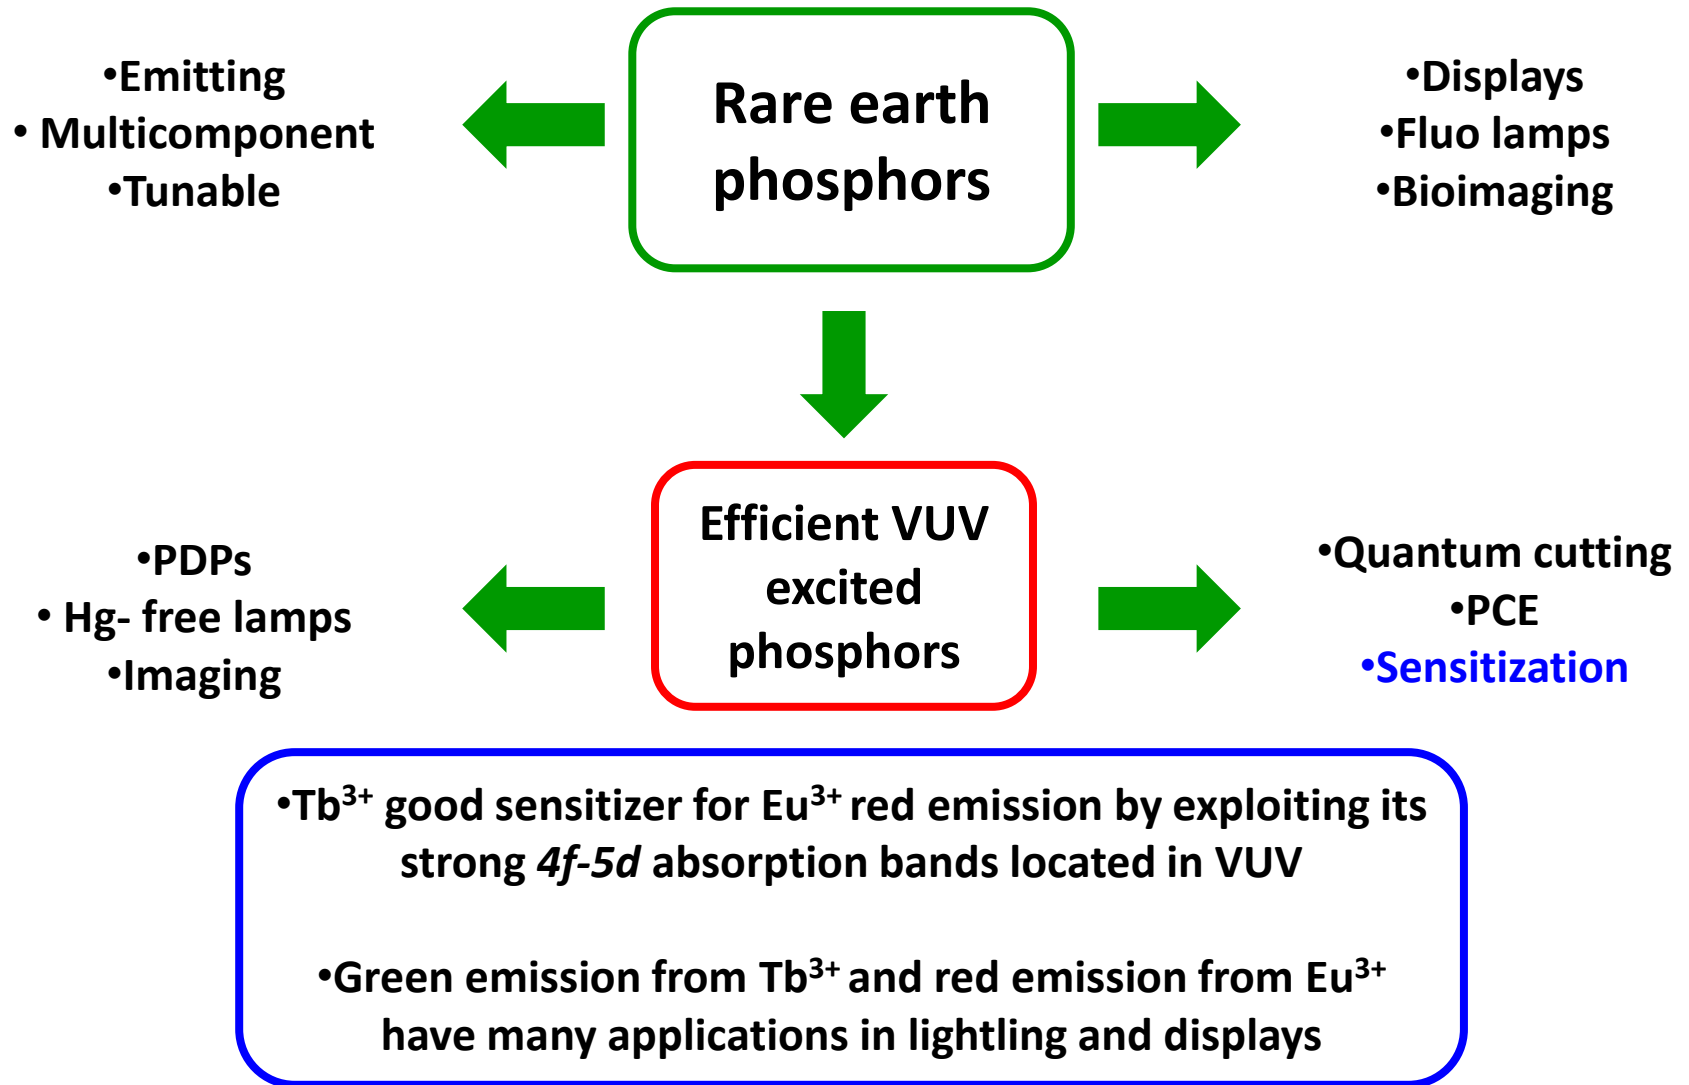 •Emitting
• Multicomponent
•Tunable
Rare earth
phosphors
•Displays
•Fluo lamps
•Bioimaging
•PDPs
• Hg- free lamps
•Imaging
Efficient VUV
excited
phosphors
•Quantum cutting
•PCE
•Sensitization
•Tb³⁺ good sensitizer for Eu³⁺ red emission by exploiting its
strong 4f-5d absorption bands located in VUV
•Green emission from Tb³⁺ and red emission from Eu³⁺
have many applications in lightling and displays